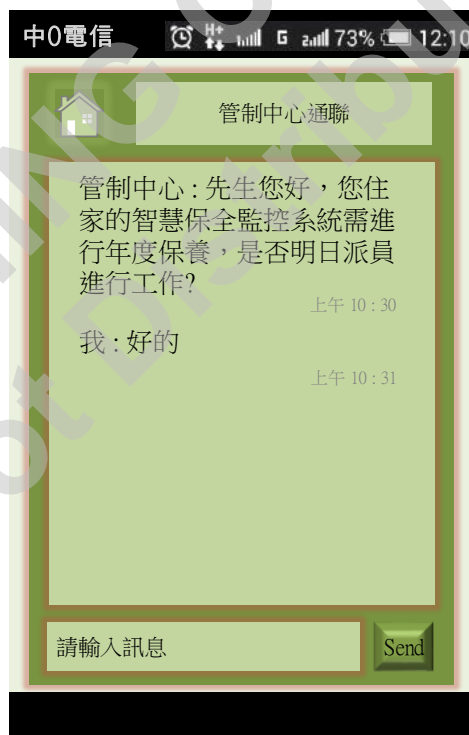 中0電信 H+ G 2 73% 12:10
管制中心通聯
管制中心 : 先生您好，您住
家的智慧保全監控系統需進
行年度保養，是否明日派員
進行工作?
上午 10 : 30
我 : 好的
上午 10 : 31
請輸入訊息
Send